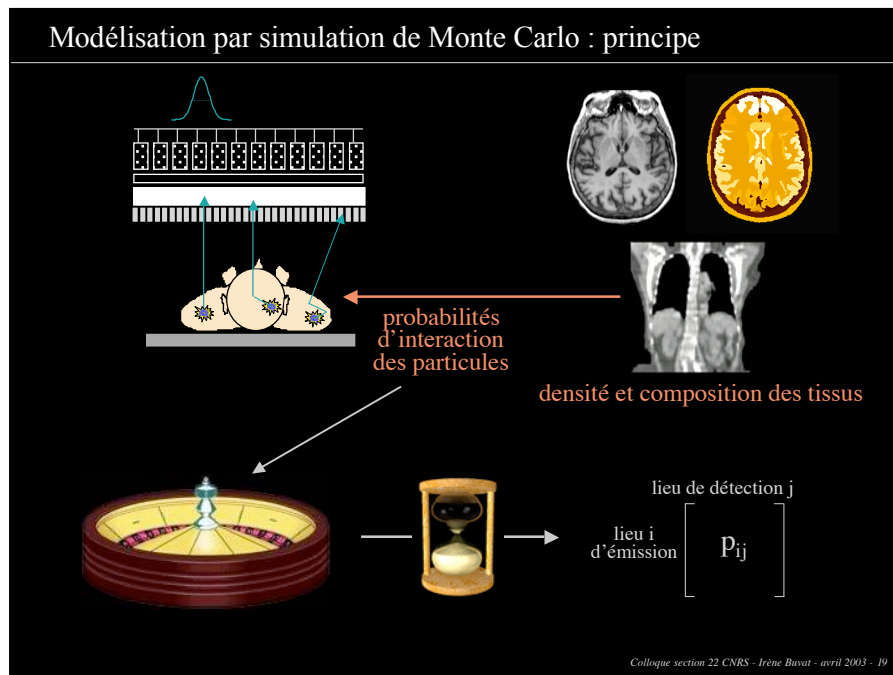 Modélisation par simulation de Monte Carlo : principe
probabilités
d'interaction
des particules
densité et composition des tissus
lieu de détection j
lieu i
d'émission
pij
Colloque section 22 CNRS - Irène Buvat - avril 2003 - 19